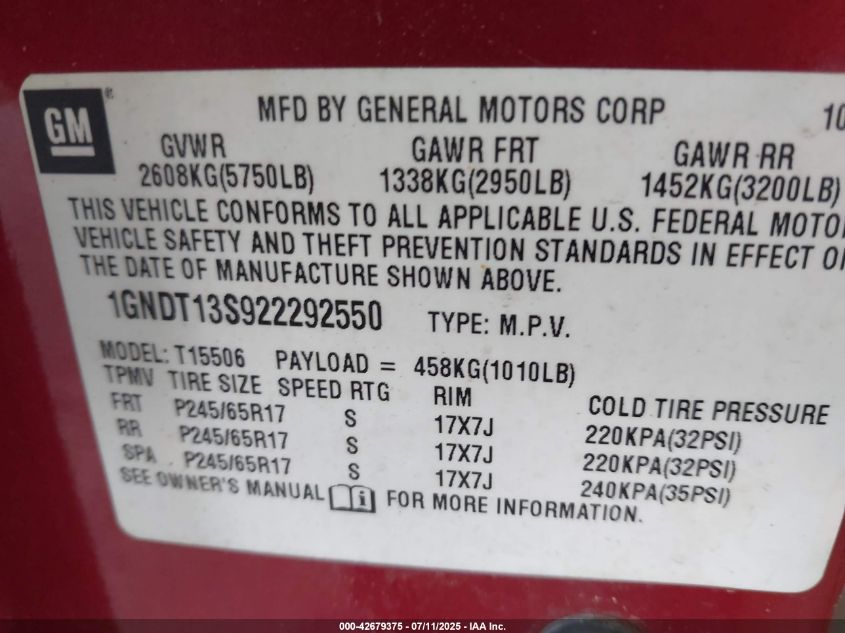 GM ®
MFD BY GENERAL MOTORS CORP 10
GVWR GAWR FRT GAWR RR
2608KG(5750LB) 1338KG(2950LB) 1452KG(3200LB)
THIS VEHICLE CONFORMS TO ALL APPLICABLE U.S. FEDERAL MOTO
VEHICLE SAFETY AND THEFT PREVENTION STANDARDS IN EFFECT O
THE DATE OF MANUFACTURE SHOWN ABOVE.
1GNDT13S922292550 TYPE: M.P.V.
MODEL: T15506 PAYLOAD = 458KG(1010LB)
TPMV TIRE SIZE SPEED RTG RIM COLD TIRE PRESSURE
FRT P245/65R17 S 17X7J 220KPA(32PSI)
RR P245/65R17 S 17X7J 220KPA(32PSI)
SPA P245/65R17 S 17X7J 240KPA(35PSI)
SEE OWNER'S MANUAL i FOR MORE INFORMATION.
000-42679375 - 07/11/2025 - IAA Inc.